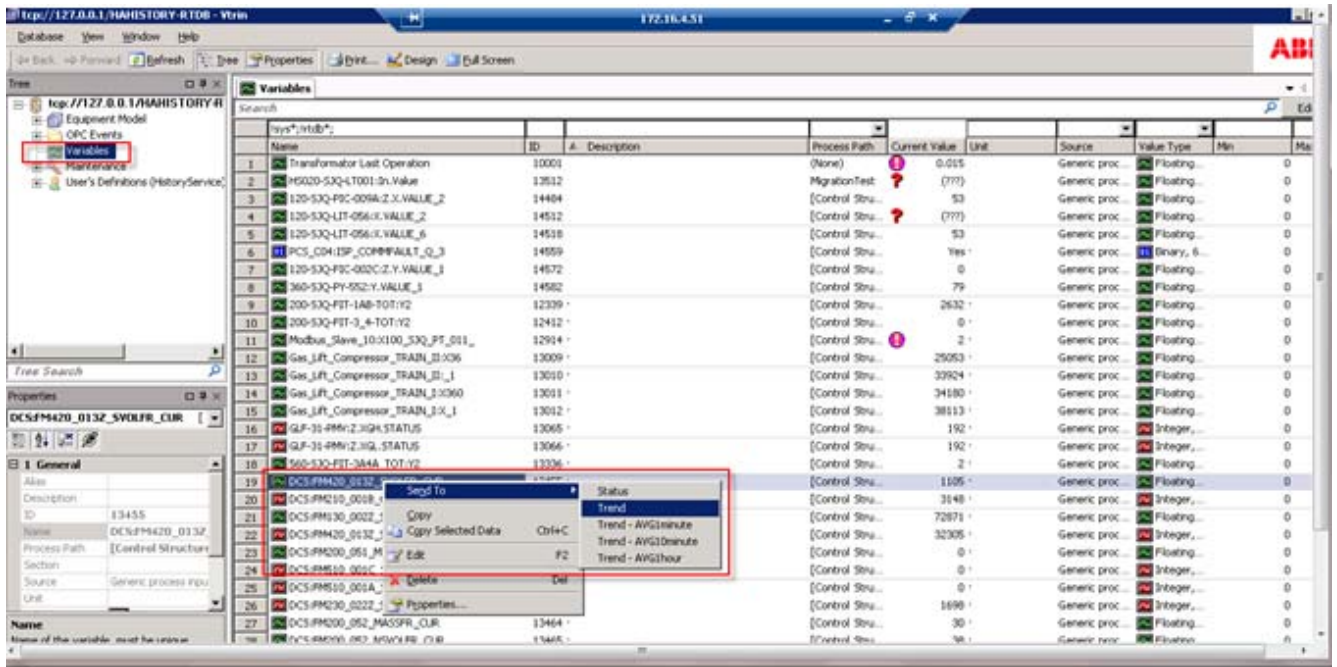 tcp://127.0.0.1/HAHISTORY-RTDB - Vtrin
172.16.4.51
Database View Window Help
Back Forward Refresh Tree Properties Print... Design Full Screen
ABB
Tree
Variables
tcp://127.0.0.1/HAHISTORY-R
Equipment Model
OPC Events
Variables
Maintenance
User's Definitions (HistoryService)
Search
Name ID A Description Process Path Current Value Unit Source Value Type Min
1 Transformator Last Operation 10001 (None) 0.015 Generic proc... Floating... 0
2 HS020-SJQ-LT001:In.Value 13512 MigrationTest (???) Generic proc... Floating... 0
3 120-SJQ-PIC-009A:Z.X.VALUE_2 14484 [Control Stru... 53 Generic proc... Floating... 0
4 120-SJQ-LIT-056:X.VALUE_2 14512 [Control Stru... (???) Generic proc... Floating... 0
5 120-SJQ-LIT-056:X.VALUE_6 14518 [Control Stru... 53 Generic proc... Floating... 0
6 PCS_C04:ISP_COMMFAULT_Q_3 14559 [Control Stru... Yes Generic proc... Binary, 6... 0
7 120-SJQ-PIC-002C:Z.Y.VALUE_1 14572 [Control Stru... 0 Generic proc... Floating... 0
8 360-SJQ-PY-552:Y.VALUE_1 14582 [Control Stru... 79 Generic proc... Floating... 0
9 200-SJQ-FIT-1AB-TOT:Y2 12339 [Control Stru... 2632 Generic proc... Floating... 0
10 200-SJQ-FIT-3_4-TOT:Y2 12412 [Control Stru... 0 Generic proc... Floating... 0
11 Modbus_Slave_10:X100_SJQ_PT_011_ 12914 [Control Stru... 2 Generic proc... Floating... 0
12 Gas_Lift_Compressor_TRAIN_II:X36 13009 [Control Stru... 25053 Generic proc... Floating... 0
13 Gas_Lift_Compressor_TRAIN_II:_1 13010 [Control Stru... 33924 Generic proc... Floating... 0
14 Gas_Lift_Compressor_TRAIN_I:X360 13011 [Control Stru... 34180 Generic proc... Floating... 0
15 Gas_Lift_Compressor_TRAIN_I:X_1 13012 [Control Stru... 38113 Generic proc... Floating... 0
16 GLF-31-PMV:Z.XGH.STATUS 13065 [Control Stru... 192 Generic proc... Integer,... 0
17 GLF-31-PMV:Z.XGL.STATUS 13066 [Control Stru... 192 Generic proc... Integer,... 0
18 560-SJQ-FIT-3A4A_TOT:Y2 13336 [Control Stru... 2 Generic proc... Floating... 0
19 [Control Stru... 1105 Generic proc... Floating... 0
20 DCS:FM210_001B_ [Control Stru... 3148 Generic proc... Integer,... 0
21 DCS:FM130_002Z_ [Control Stru... 72871 Generic proc... Floating... 0
22 DCS:FM420_013Z_ [Control Stru... 32305 Generic proc... Integer,... 0
23 DCS:FM200_051_M [Control Stru... 0 Generic proc... Floating... 0
24 DCS:FM510_001C_ [Control Stru... 0 Generic proc... Integer,... 0
25 DCS:FM510_001A_ [Control Stru... 0 Generic proc... Integer,... 0
26 DCS:FM230_022Z_ [Control Stru... 1698 Generic proc... Integer,... 0
27 DCS:FM200_052_MASSFR_CUR 13464 [Control Stru... 30 Generic proc... Floating... 0
Send To
Copy
Copy Selected Data Ctrl+C
Edit F2
Delete Del
Properties...
Status
Trend
Trend - AVG1minute
Trend - AVG10minute
Trend - AVG1hour
Tree Search
Properties
DCS:FM420_013Z_SVOLFR_CUR [
1 General
Alias
Description
ID 13455
Name DCS:FM420_013Z_
Process Path [Control Structure
Section
Source Generic process inpu
Unit
Name
Name of the variable, must be unique